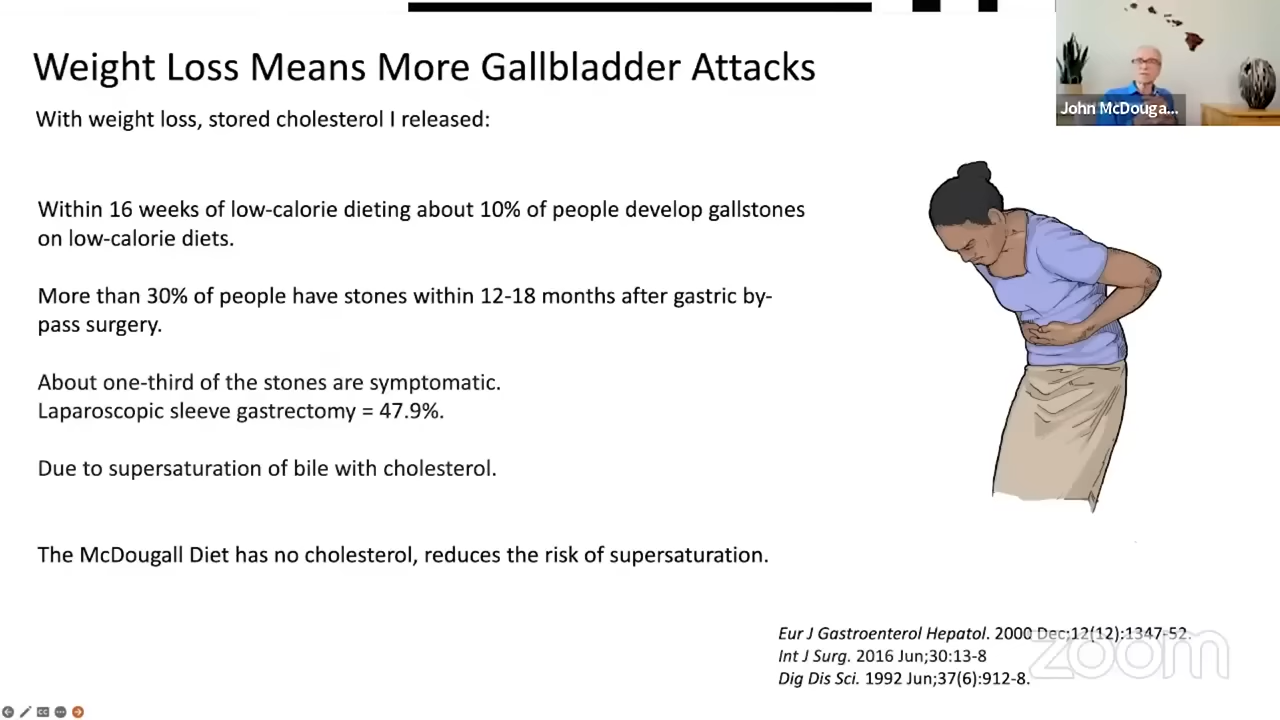 Weight Loss Means More Gallbladder Attacks
John McDouga...
With weight loss, stored cholesterol I released:
Within 16 weeks of low-calorie dieting about 10% of people develop gallstones
on low-calorie diets.
More than 30% of people have stones within 12-18 months after gastric by-
pass surgery.
About one-third of the stones are symptomatic.
Laparoscopic sleeve gastrectomy = 47.9%.
Due to supersaturation of bile with cholesterol.
The McDougall Diet has no cholesterol, reduces the risk of supersaturation.
Eur J Gastroenterol Hepatol. 2000 Dec;12(12):1347-52.
Int J Surg. 2016 Jun;30:13-8
Dig Dis Sci. 1992 Jun;37(6):912-8.
zoom
CC